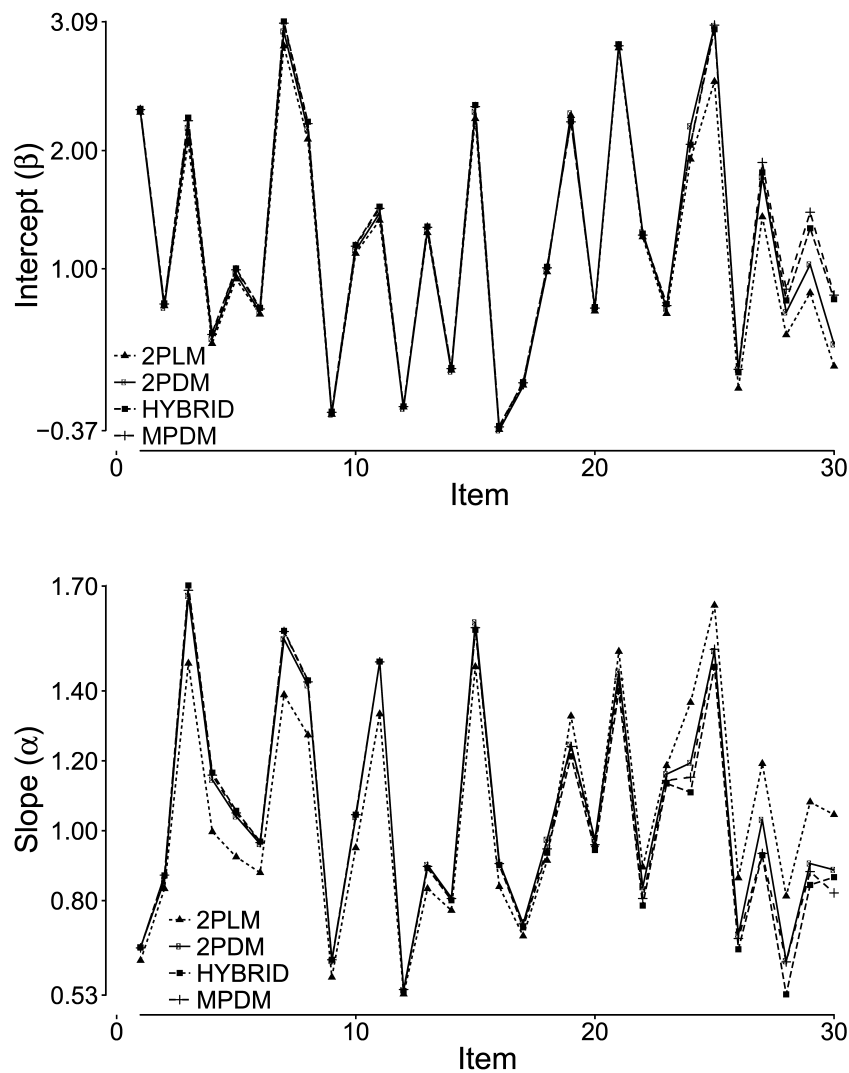 3.09
2.00
1.00
−0.37
Intercept (β)
2PLM
2PDM
HYBRID
MPDM
0 10 20 30
Item
1.70
1.40
1.20
1.00
0.80
0.53
Slope (α)
2PLM
2PDM
HYBRID
MPDM
0 10 20 30
Item